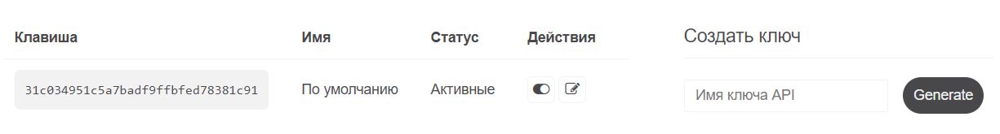 Клавиша Имя Статус Действия
31c034951c5a7badf9ffbfed78381c91 По умолчанию Активные
Создать ключ
Имя ключа API Generate